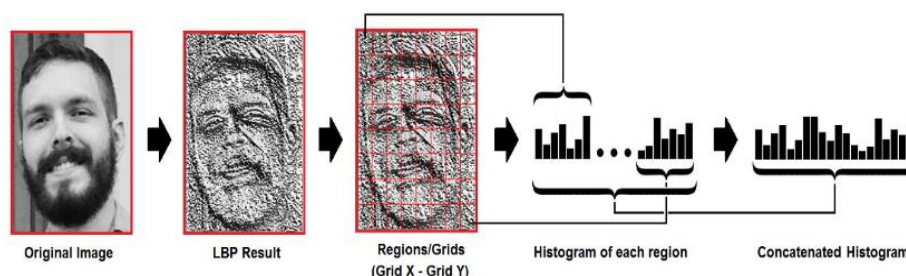 Original Image
LBP Result
Regions/Grids
(Grid X - Grid Y)
Histogram of each region
Concatenated Histogram